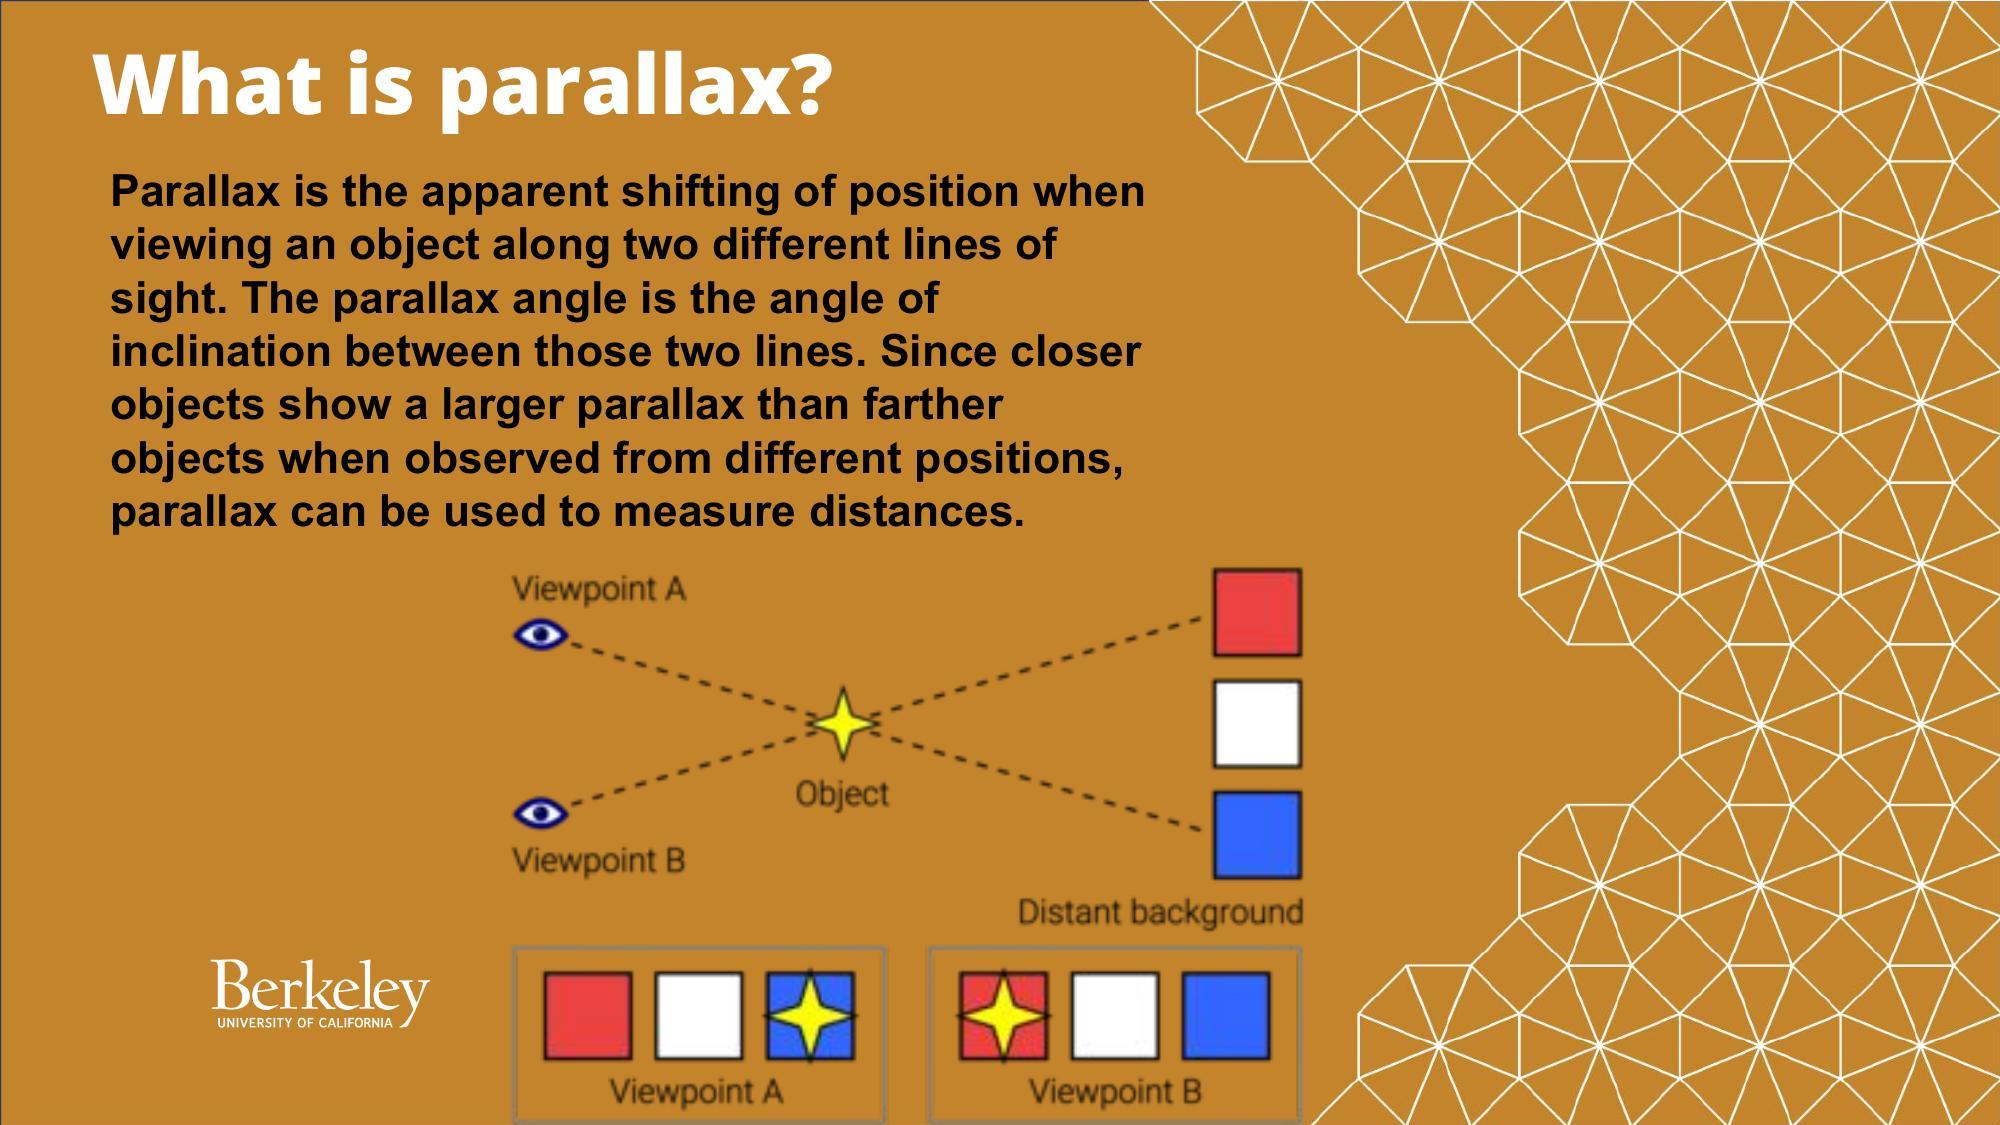 What is parallax?
Parallax is the apparent shifting of position when
viewing an object along two different lines of
sight. The parallax angle is the angle of
inclination between those two lines. Since closer
objects show a larger parallax than farther
objects when observed from different positions,
parallax can be used to measure distances.
Viewpoint A
Object
Viewpoint B
Distant background
Viewpoint A
Viewpoint B
Berkeley
UNIVERSITY OF CALIFORNIA